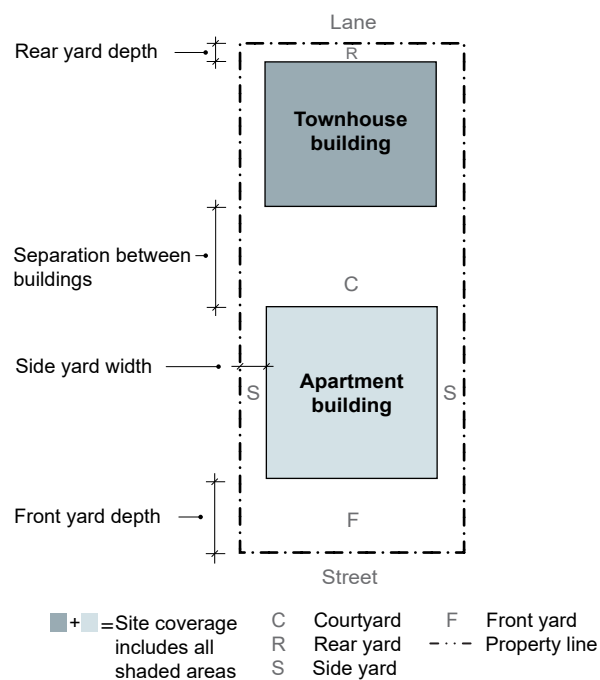 Lane
Rear yard depth
R
Townhouse
building
Separation between
buildings
C
Side yard width
S
Apartment
building
S
Front yard depth
F
Street
+ = Site coverage
includes all
shaded areas
C Courtyard
R Rear yard
S Side yard
F Front yard
Property line